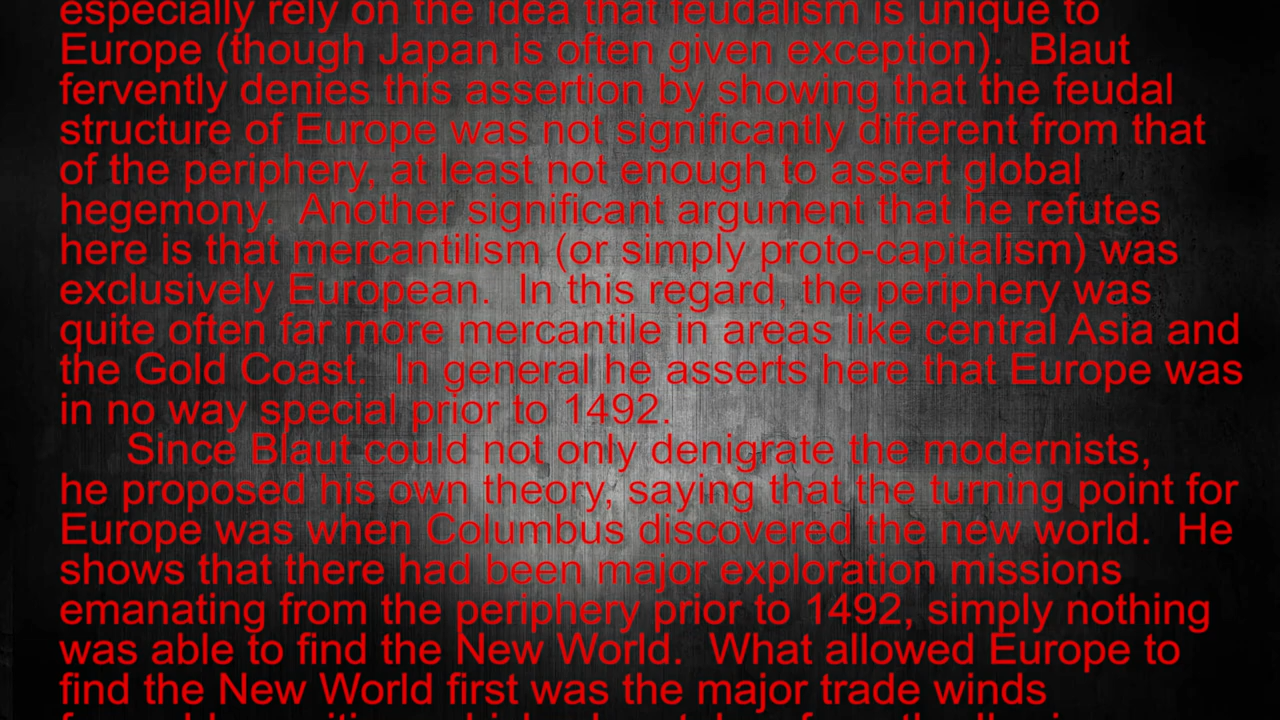 especially rely on the idea that feudalism is unique to
Europe (though Japan is often given exception).  Blaut
fervently denies this assertion by showing that the feudal
structure of Europe was not significantly different from that
of the periphery, at least not enough to assert global
hegemony.  Another significant argument that he refutes
here is that mercantilism (or simply proto-capitalism) was
exclusively European.  In this regard, the periphery was
quite often far more mercantile in areas like central Asia and
the Gold Coast.  In general he asserts here that Europe was
in no way special prior to 1492.
Since Blaut could not only denigrate the modernists,
he proposed his own theory, saying that the turning point for
Europe was when Columbus discovered the new world.  He
shows that there had been major exploration missions
emanating from the periphery prior to 1492, simply nothing
was able to find the New World.  What allowed Europe to
find the New World first was the major trade winds